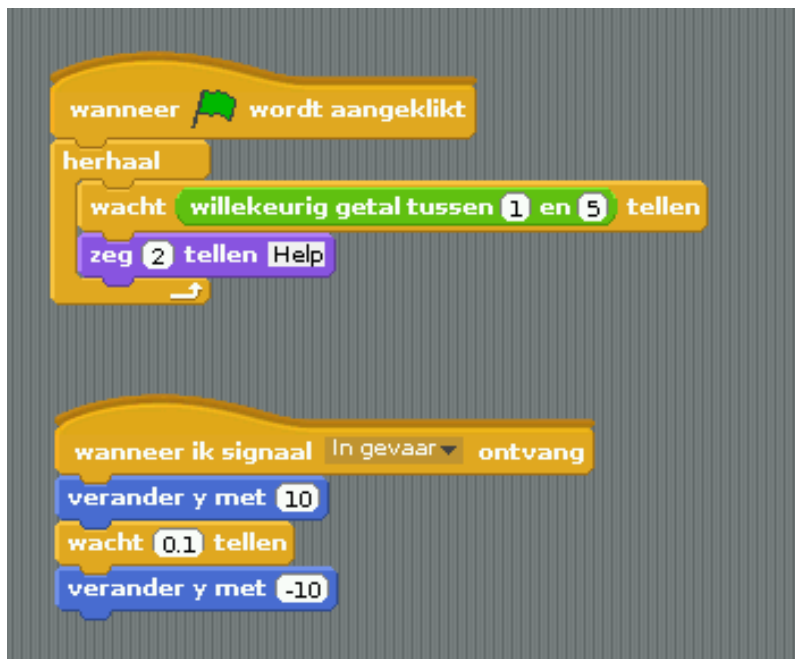 wanneer wordt aangeklikt
herhaal
wacht willekeurig getal tussen 1 en 5 tellen
zeg 2 tellen Help
wanneer ik signaal In gevaar ontvang
verander y met 10
wacht 0.1 tellen
verander y met -10